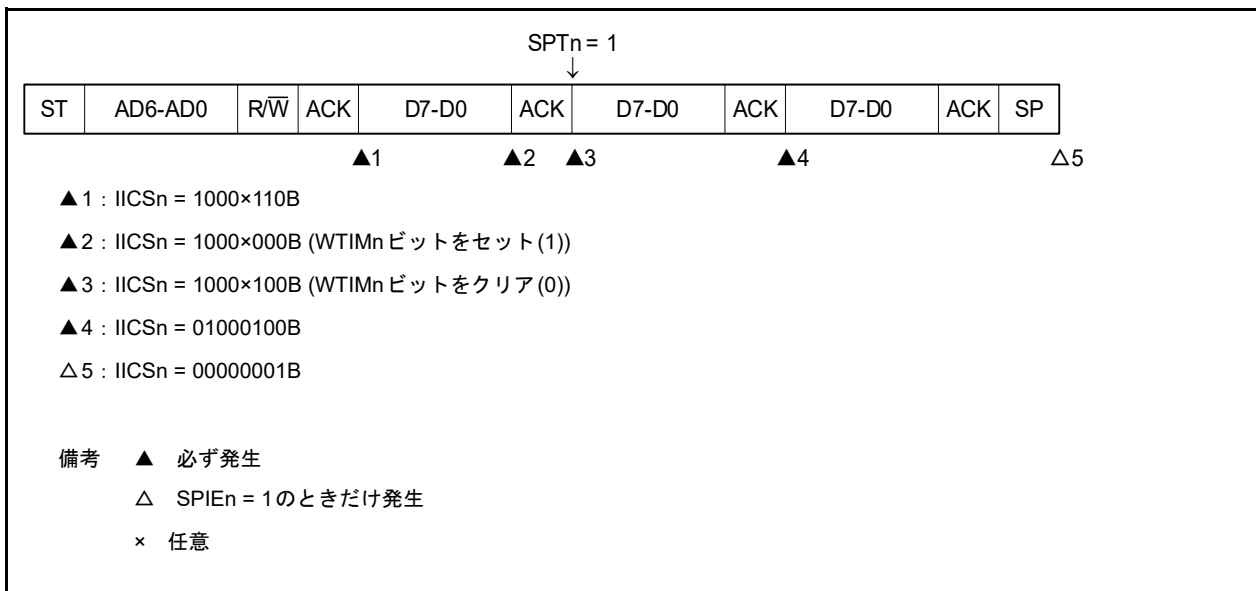 SPTn = 1
↓
ST AD6-AD0 R/W̅ ACK D7-D0 ACK D7-D0 ACK D7-D0 ACK SP
▲1 ▲2 ▲3 ▲4 △5
▲1：IICSn = 1000×110B
▲2：IICSn = 1000×000B (WTIMnビットをセット(1))
▲3：IICSn = 1000×100B (WTIMnビットをクリア(0))
▲4：IICSn = 01000100B
△5：IICSn = 00000001B
備考 ▲ 必ず発生
△ SPIEn = 1のときだけ発生
× 任意